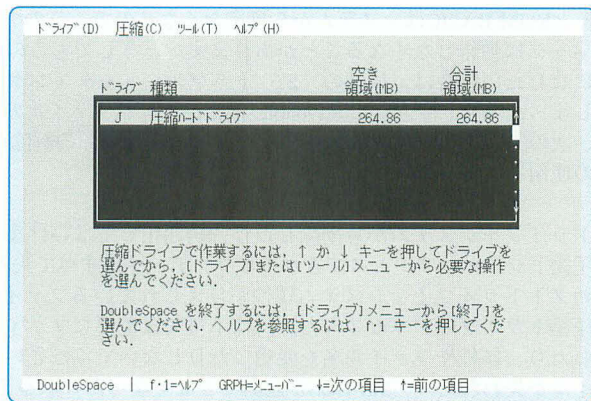 ﾄﾞﾗｲﾌﾞ(D) 圧縮(C) ﾂｰﾙ(T) ﾍﾙﾌﾟ(H)
空き 合計
ﾄﾞﾗｲﾌﾞ 種類 領域(MB) 領域(MB)
J 圧縮ﾊｰﾄﾞﾄﾞﾗｲﾌﾞ 264.86 264.86 ↑
↓
圧縮ドライブで作業するには，↑ か ↓ キーを押してドライブを
選んでから，[ドライブ]または[ツール]メニューから必要な操作
を選んでください．
DoubleSpace を終了するには，[ドライブ]メニューから[終了]を
選んでください．ヘルプを参照するには，f･1 キーを押してくだ
さい．
DoubleSpace | f･1=ﾍﾙﾌﾟ GRPH=ﾒﾆｭｰﾊﾞｰ ↓=次の項目 ↑=前の項目